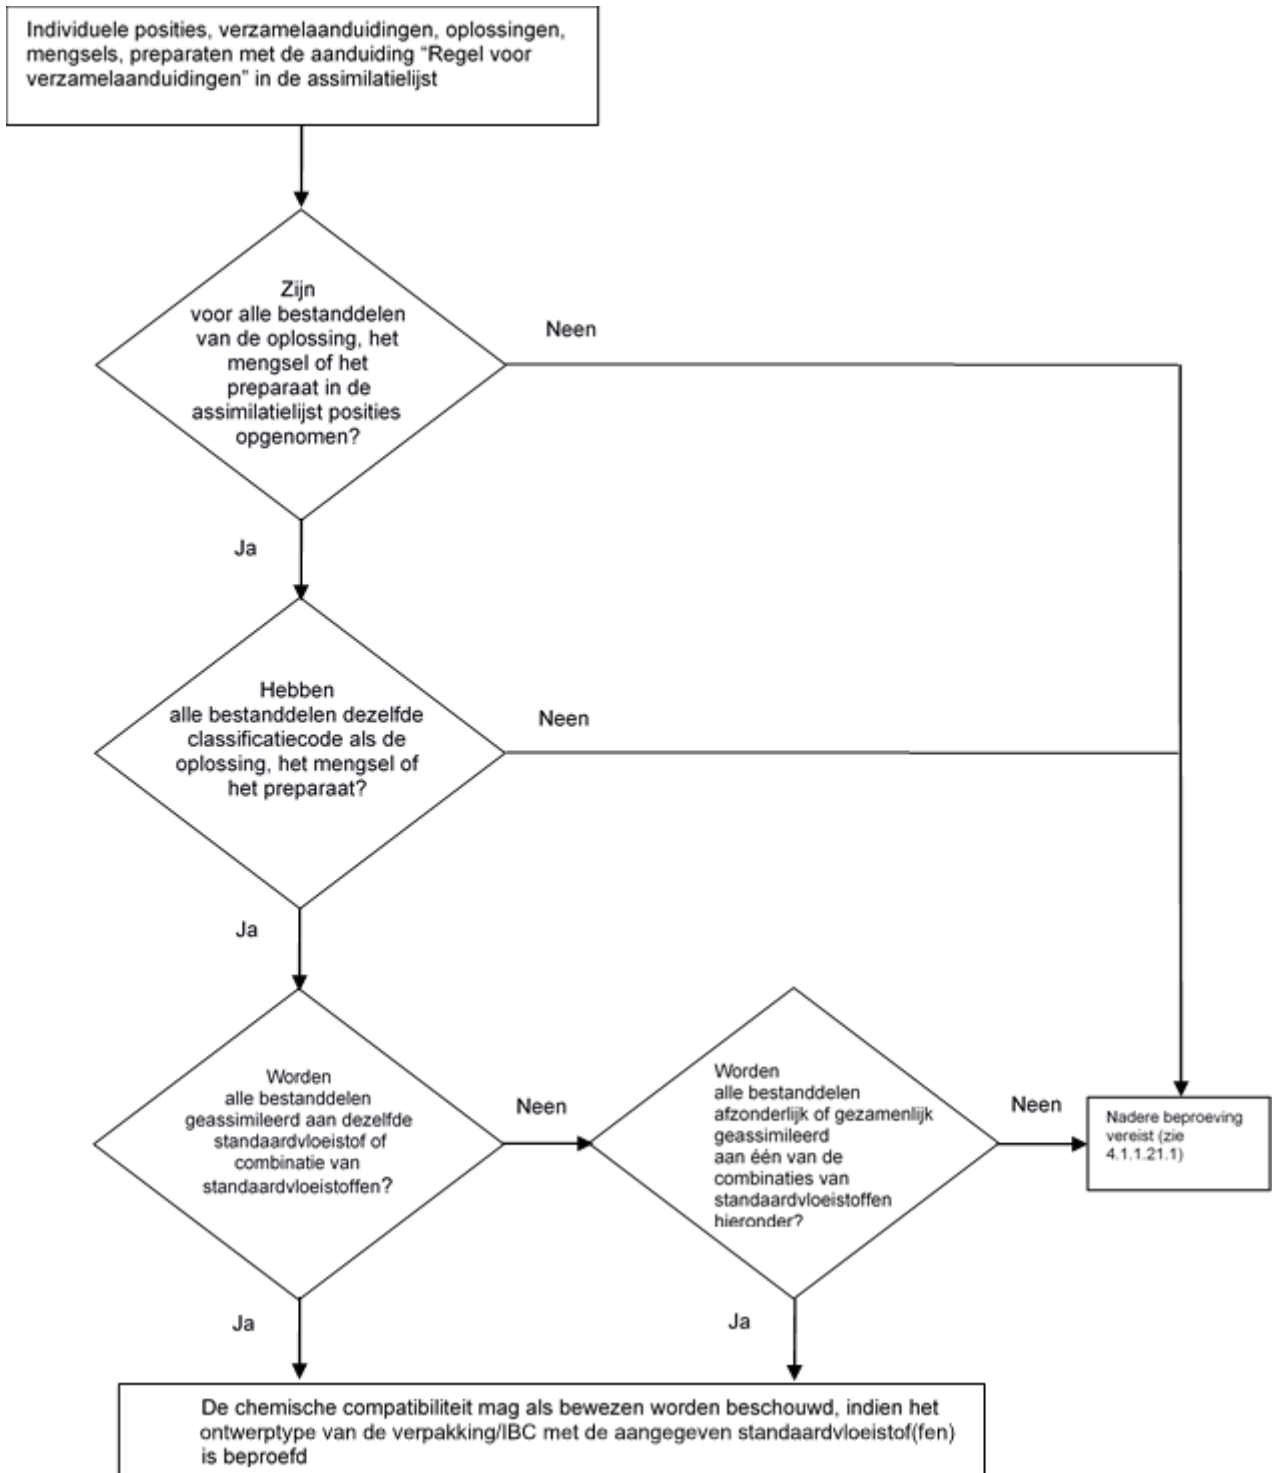 Individuele posities, verzamelaanduidingen, oplossingen,
mengsels, preparaten met de aanduiding “Regel voor
verzamelaanduidingen” in de assimilatielijst
Zijn
voor alle bestanddelen
van de oplossing, het
mengsel of het
preparaat in de
assimilatielijst posities
opgenomen?
Neen
Ja
Hebben
alle bestanddelen dezelfde
classificatiecode als de
oplossing, het mengsel of
het preparaat?
Neen
Ja
Worden
alle bestanddelen
geassimileerd aan dezelfde
standaardvloeistof of
combinatie van
standaardvloeistoffen?
Neen
Worden
alle bestanddelen
afzonderlijk of gezamenlijk
geassimileerd
aan één van de
combinaties van
standaardvloeistoffen
hieronder?
Neen
Nadere beproeving
vereist (zie
4.1.1.21.1)
Ja
Ja
De chemische compatibiliteit mag als bewezen worden beschouwd, indien het
ontwerptype van de verpakking/IBC met de aangegeven standaardvloeistof(fen)
is beproefd